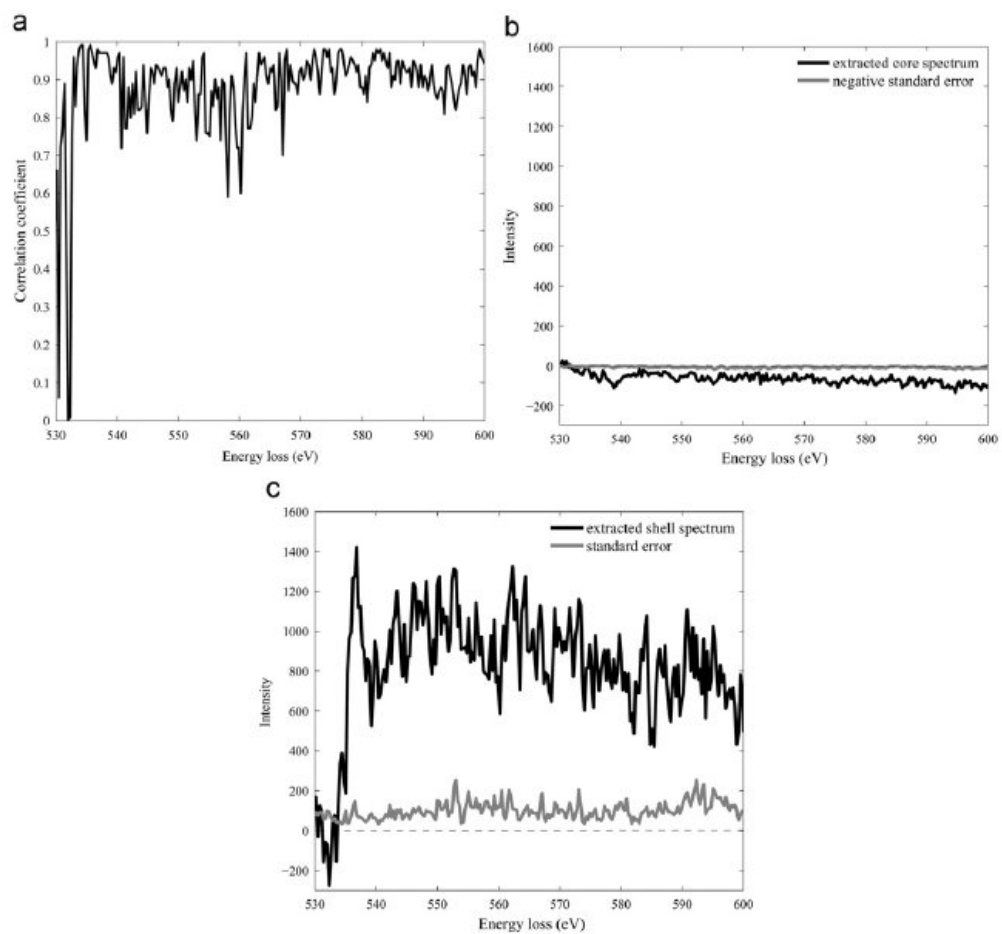 a
1
0.9
0.8
0.7
0.6
0.5
0.4
0.3
0.2
0.1
0
Correlation coefficient
530 540 550 560 570 580 590 600
Energy loss (eV)
b
1600
1400
1200
1000
800
600
400
200
0
−200
Intensity
extracted core spectrum
negative standard error
530 540 550 560 570 580 590 600
Energy loss (eV)
c
1600
1400
1200
1000
800
600
400
200
0
−200
Intensity
extracted shell spectrum
standard error
530 540 550 560 570 580 590 600
Energy loss (eV)